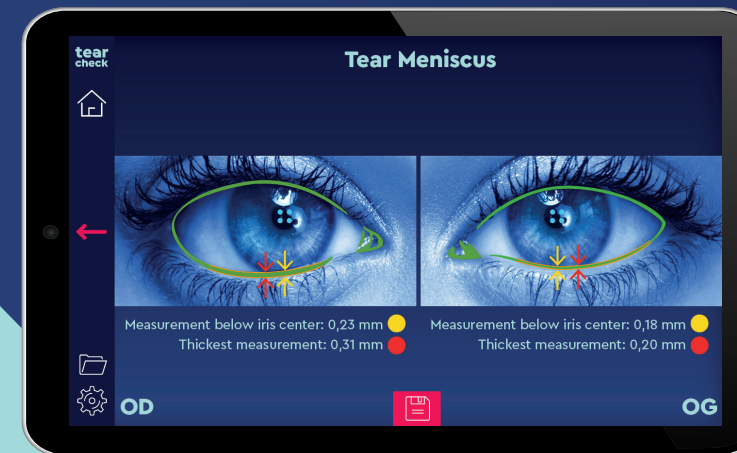 tear
check
Tear Meniscus
Measurement below iris center: 0,23 mm
Thickest measurement: 0,31 mm
Measurement below iris center: 0,18 mm
Thickest measurement: 0,20 mm
OD
OG